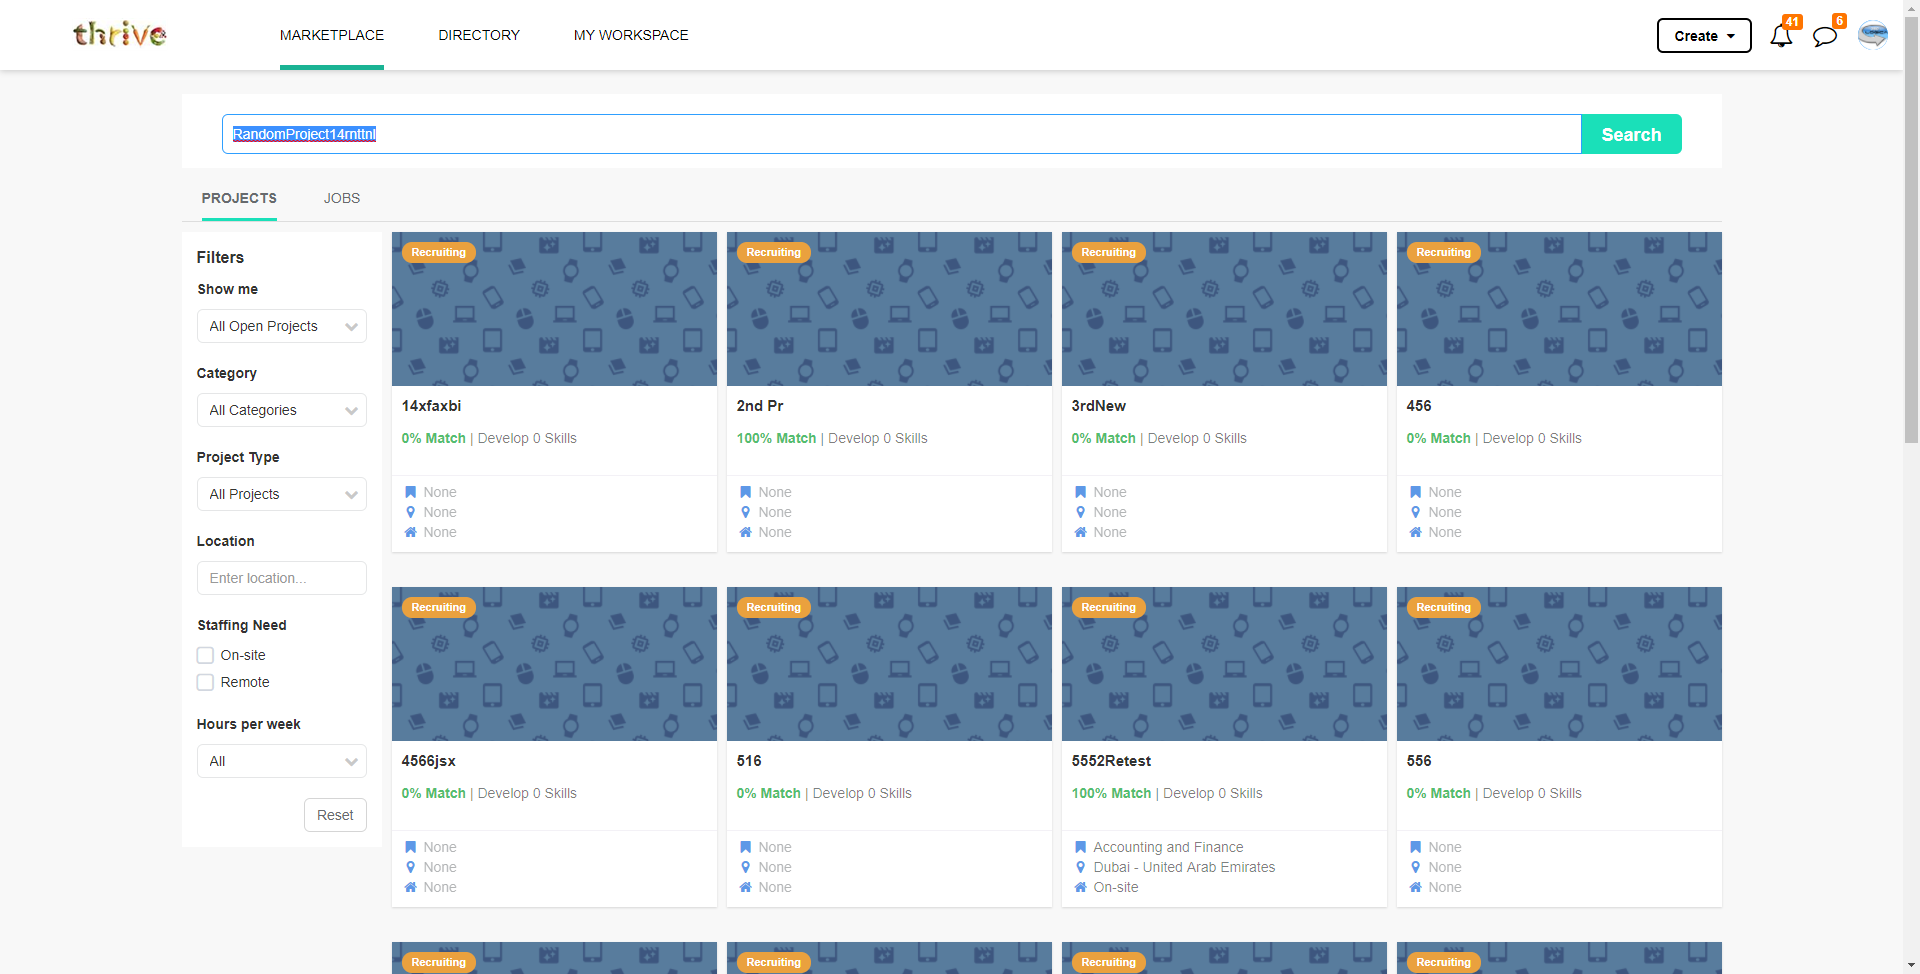 thrive
MARKETPLACE
DIRECTORY
MY WORKSPACE
Create
41
6
RandomProject14rnttnl
Search
PROJECTS
JOBS
Filters
Show me
All Open Projects
Category
All Categories
Project Type
All Projects
Location
Enter location...
Staffing Need
On-site
Remote
Hours per week
All
Reset
Recruiting
14xfaxbi
0% Match | Develop 0 Skills
None
None
None
Recruiting
2nd Pr
100% Match | Develop 0 Skills
None
None
None
Recruiting
3rdNew
0% Match | Develop 0 Skills
None
None
None
Recruiting
456
0% Match | Develop 0 Skills
None
None
None
Recruiting
4566jsx
0% Match | Develop 0 Skills
None
None
None
Recruiting
516
0% Match | Develop 0 Skills
None
None
None
Recruiting
5552Retest
100% Match | Develop 0 Skills
Accounting and Finance
Dubai - United Arab Emirates
On-site
Recruiting
556
0% Match | Develop 0 Skills
None
None
None
Recruiting
Recruiting
Recruiting
Recruiting